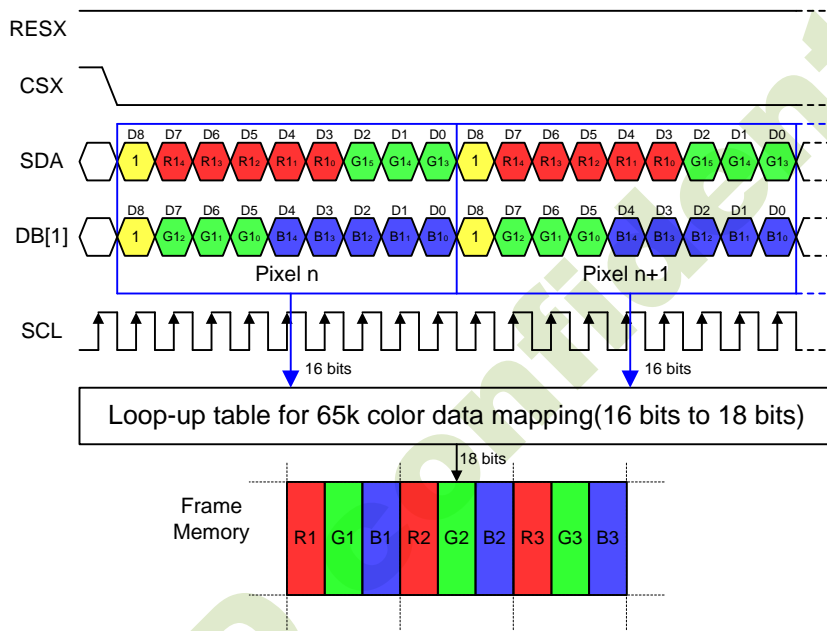 RESX
CSX
D8 D7 D6 D5 D4 D3 D2 D1 D0 D8 D7 D6 D5 D4 D3 D2 D1 D0
SDA 1 R14 R13 R12 R11 R10 G15 G14 G13 1 R14 R13 R12 R11 R10 G15 G14 G13
D8 D7 D6 D5 D4 D3 D2 D1 D0 D8 D7 D6 D5 D4 D3 D2 D1 D0
DB[1] 1 G12 G11 G10 B14 B13 B12 B11 B10 1 G12 G11 G10 B14 B13 B12 B11 B10
Pixel n Pixel n+1
SCL
16 bits 16 bits
Loop-up table for 65k color data mapping(16 bits to 18 bits)
18 bits
Frame
Memory
R1 G1 B1 R2 G2 B2 R3 G3 B3
confident